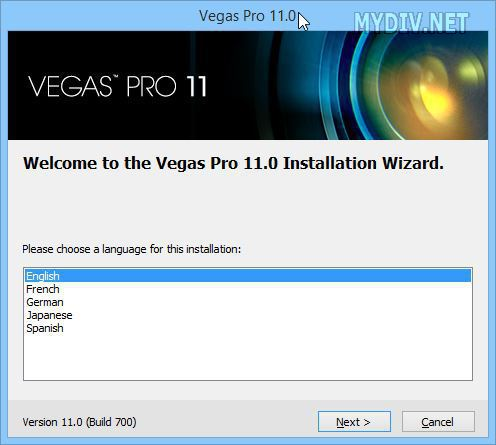 Vegas Pro 11.0
MYDIV.NET
VEGAS™ PRO 11
Welcome to the Vegas Pro 11.0 Installation Wizard.
Please choose a language for this installation:
English
French
German
Japanese
Spanish
Version 11.0 (Build 700)
Next >
Cancel